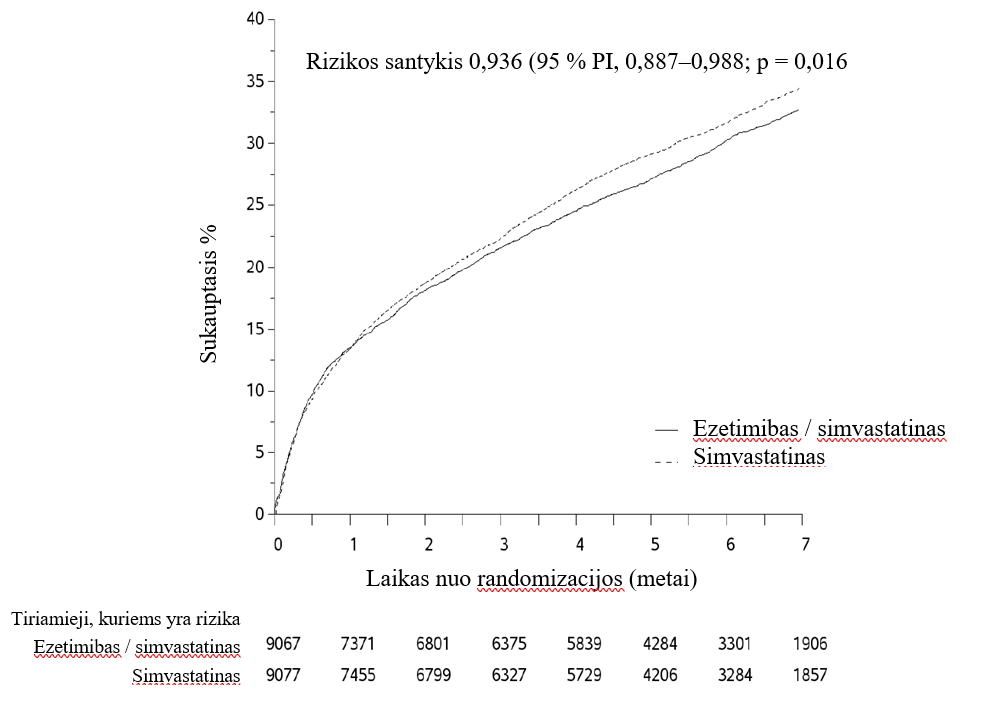 40
Rizikos santykis 0,936 (95 % PI, 0,887–0,988; p = 0,016
35
30
25
20
15
10
5
0
Sukauptasis %
Ezetimibas / simvastatinas
Simvastatinas
0 1 2 3 4 5 6 7
Laikas nuo randomizacijos (metai)
Tiriamieji, kuriems yra rizika
Ezetimibas / simvastatinas 9067 7371 6801 6375 5839 4284 3301 1906
Simvastatinas 9077 7455 6799 6327 5729 4206 3284 1857